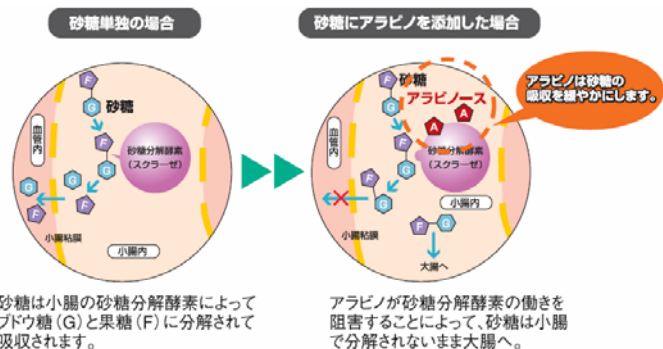 砂糖単独の場合
砂糖にアラビノを添加した場合
F
G
砂糖
F
G
砂糖分解酵素
(スクラーゼ)
血管内
G
F
G
F
小腸粘膜
小腸内
F
砂糖
G
アラビノース
A
A
アラビノは砂糖の
吸収を緩やかにします。
F
G
砂糖分解酵素
(スクラーゼ)
血管内
F
G
小腸内
小腸粘膜
F
G
大腸へ
砂糖は小腸の砂糖分解酵素によって
ブドウ糖(G)と果糖(F)に分解されて
吸収されます。
アラビノが砂糖分解酵素の働きを
阻害することによって、砂糖は小腸
で分解されないまま大腸へ。